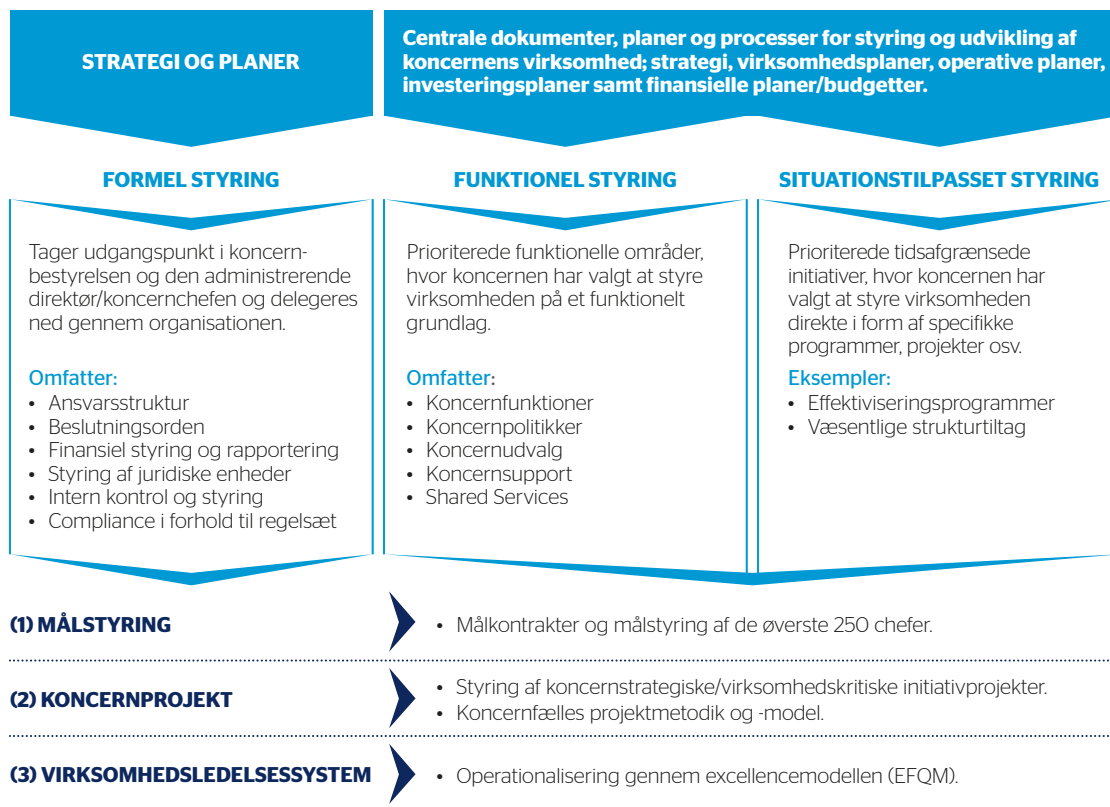 STRATEGI OG PLANER
Centrale dokumenter, planer og processer for styring og udvikling af
koncernens virksomhed; strategi, virksomhedsplaner, operative planer,
investeringsplaner samt finansielle planer/budgetter.
FORMEL STYRING
Tager udgangspunkt i koncern-
bestyrelsen og den administrerende
direktør/koncernchefen og delegeres
ned gennem organisationen.
Omfatter:
• Ansvarsstruktur
• Beslutningsorden
• Finansiel styring og rapportering
• Styring af juridiske enheder
• Intern kontrol og styring
• Compliance i forhold til regelsæt
FUNKTIONEL STYRING
Prioriterede funktionelle områder,
hvor koncernen har valgt at styre
virksomheden på et funktionelt
grundlag.
Omfatter:
• Koncernfunktioner
• Koncernpolitikker
• Koncernudvalg
• Koncernsupport
• Shared Services
SITUATIONSTILPASSET STYRING
Prioriterede tidsafgrænsede
initiativer, hvor koncernen har
valgt at styre virksomheden
direkte i form af specifikke
programmer, projekter osv.
Eksempler:
• Effektiviseringsprogrammer
• Væsentlige strukturtiltag
(1) MÅLSTYRING
• Målkontrakter og målstyring af de øverste 250 chefer.
(2) KONCERNPROJEKT
• Styring af koncernstrategiske/virksomhedskritiske initiativprojekter.
• Koncernfælles projektmetodik og -model.
(3) VIRKSOMHEDSLEDELSESSYSTEM
• Operationalisering gennem excellencemodellen (EFQM).